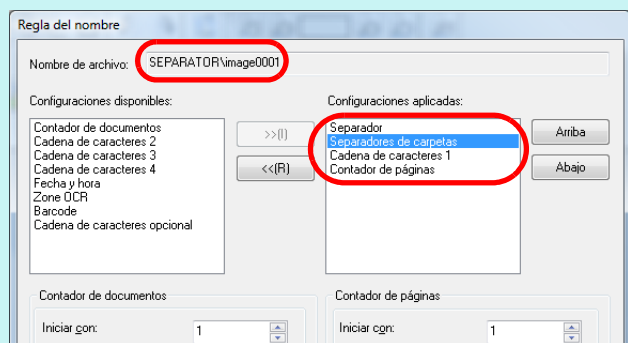 Regla del nombre
Nombre de archivo: SEPARATOR\image0001
Configuraciones disponibles:
Configuraciones aplicadas:
Contador de documentos
Cadena de caracteres 2
Cadena de caracteres 3
Cadena de caracteres 4
Fecha y hora
Zone OCR
Barcode
Cadena de caracteres opcional
>>(I)
<<(R)
Separador
Separadores de carpetas
Cadena de caracteres 1
Contador de páginas
Arriba
Abajo
Contador de documentos
Iniciar con: 1
Contador de páginas
Iniciar con: 1